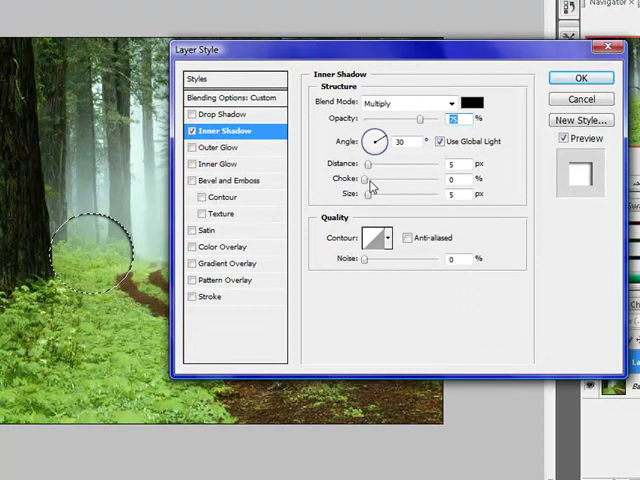 Navigator
Layer Style
Styles
Blending Options: Custom
Drop Shadow
Inner Shadow
Outer Glow
Inner Glow
Bevel and Emboss
Contour
Texture
Satin
Color Overlay
Gradient Overlay
Pattern Overlay
Stroke
Inner Shadow
Structure
Blend Mode: Multiply
Opacity: 75 %
Angle: 30 ° Use Global Light
Distance: 5 px
Choke: 0 %
Size: 5 px
Quality
Contour: Anti-aliased
Noise: 0 %
OK
Cancel
New Style...
Preview